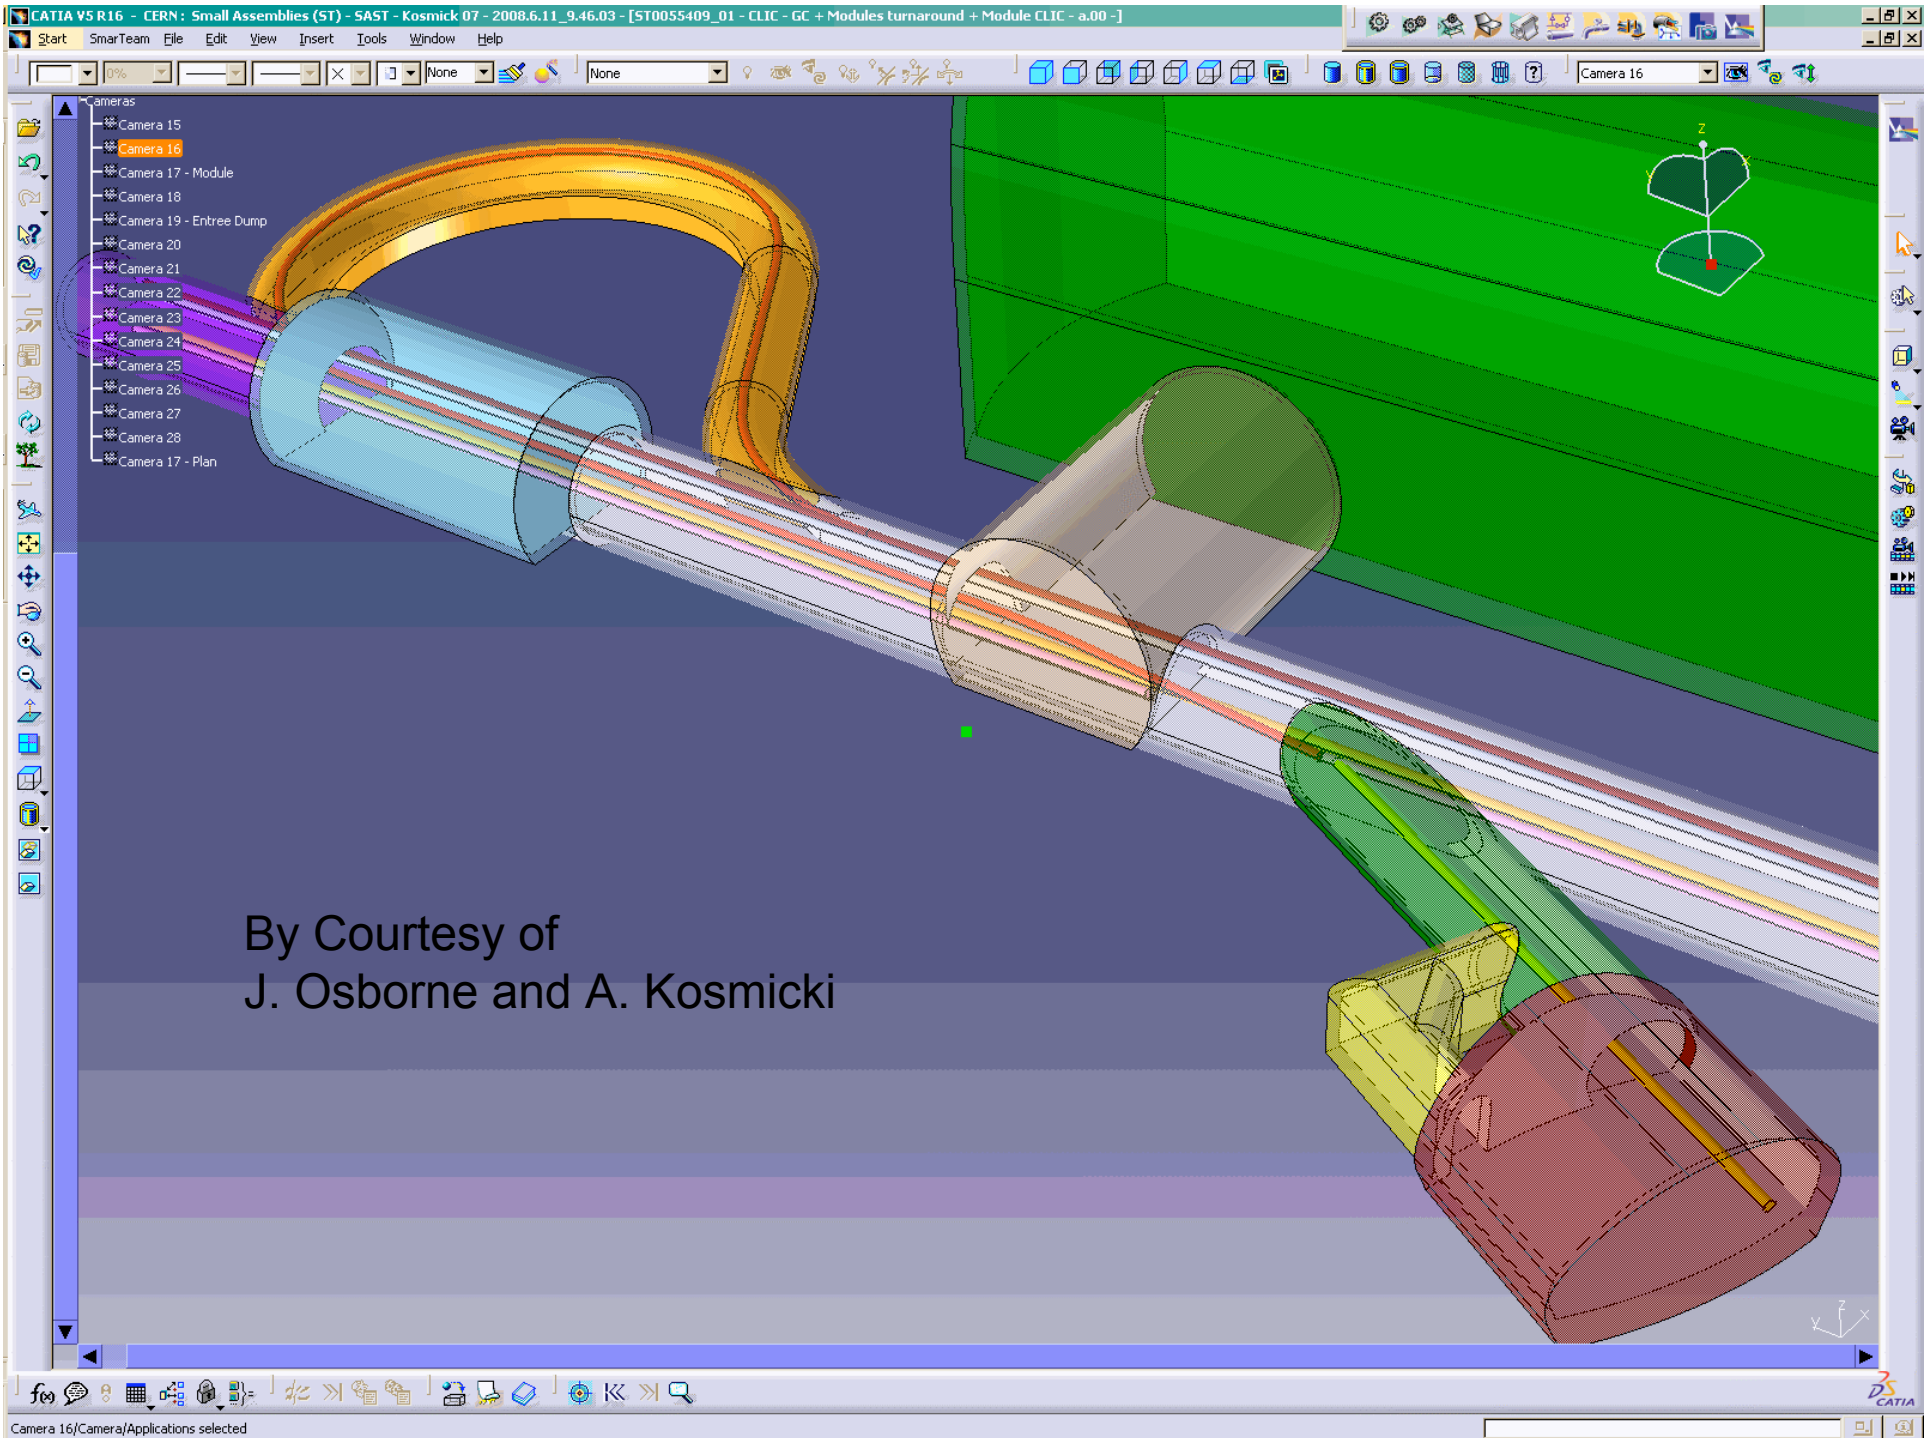 CATIA V5 R16 - CERN : Small Assemblies (ST) - SAST - Kosmick 07 - 2008.6.11_9.46.03 - [ST0055409_01 - CLIC - GC + Modules turnaround + Module CLIC - a.00 -]
Start SmarTeam File Edit View Insert Tools Window Help
0% None None Camera 16
Cameras
Camera 15
Camera 16
Camera 17 - Module
Camera 18
Camera 19 - Entree Dump
Camera 20
Camera 21
Camera 22
Camera 23
Camera 24
Camera 25
Camera 26
Camera 27
Camera 28
Camera 17 - Plan
z
x
y
By Courtesy of
J. Osborne and A. Kosmicki
z
y x
f(x)
CATIA
Camera 16/Camera/Applications selected